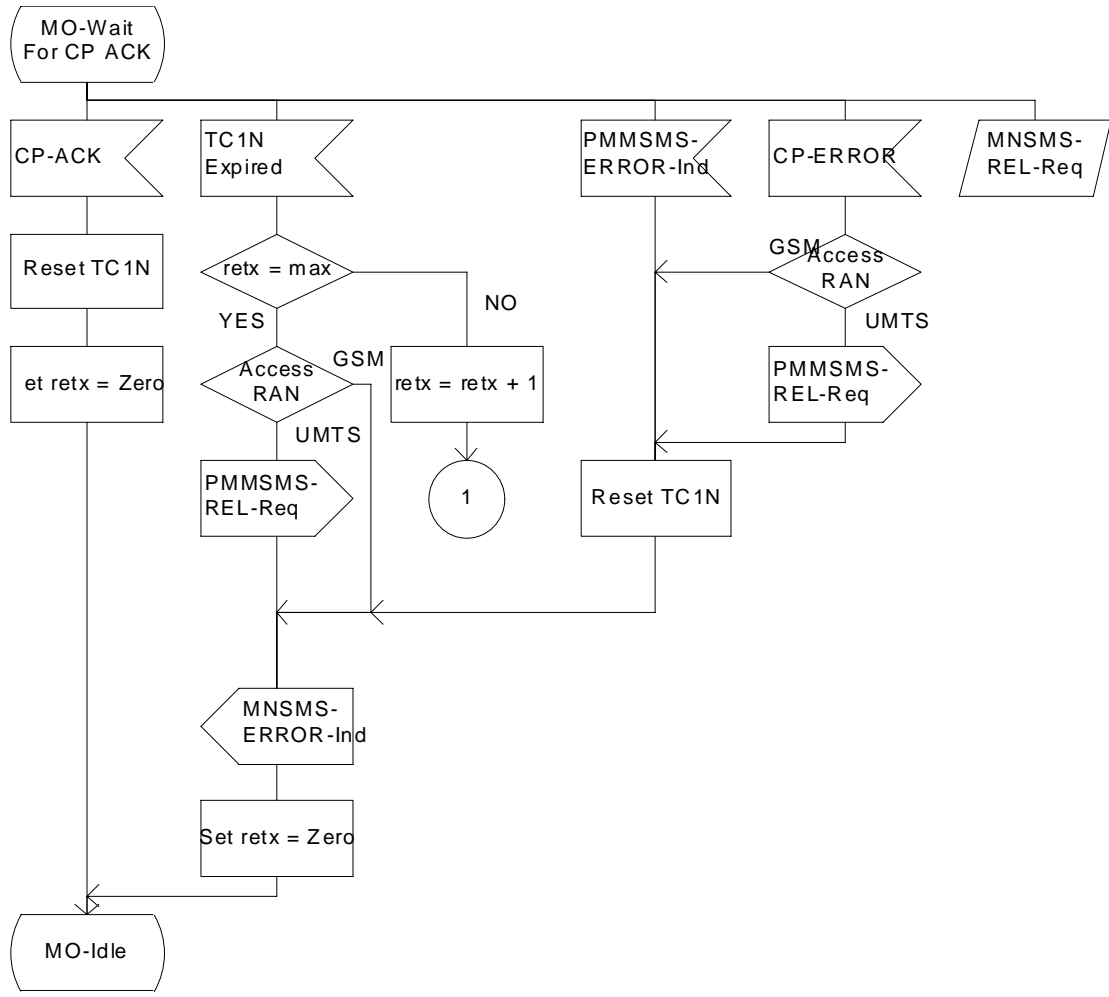 MO-Wait
For CP ACK
CP-ACK
TC1N
Expired
PMMSMS-
ERROR-Ind
CP-ERROR
MNSMS-
REL-Req
Reset TC1N
retx = max
GSM
Access
RAN
NO
YES
UMTS
et retx = Zero
Access
RAN
GSM
retx = retx + 1
PMMSMS-
REL-Req
UMTS
PMMSMS-
REL-Req
1
Reset TC1N
MNSMS-
ERROR-Ind
Set retx = Zero
MO-Idle